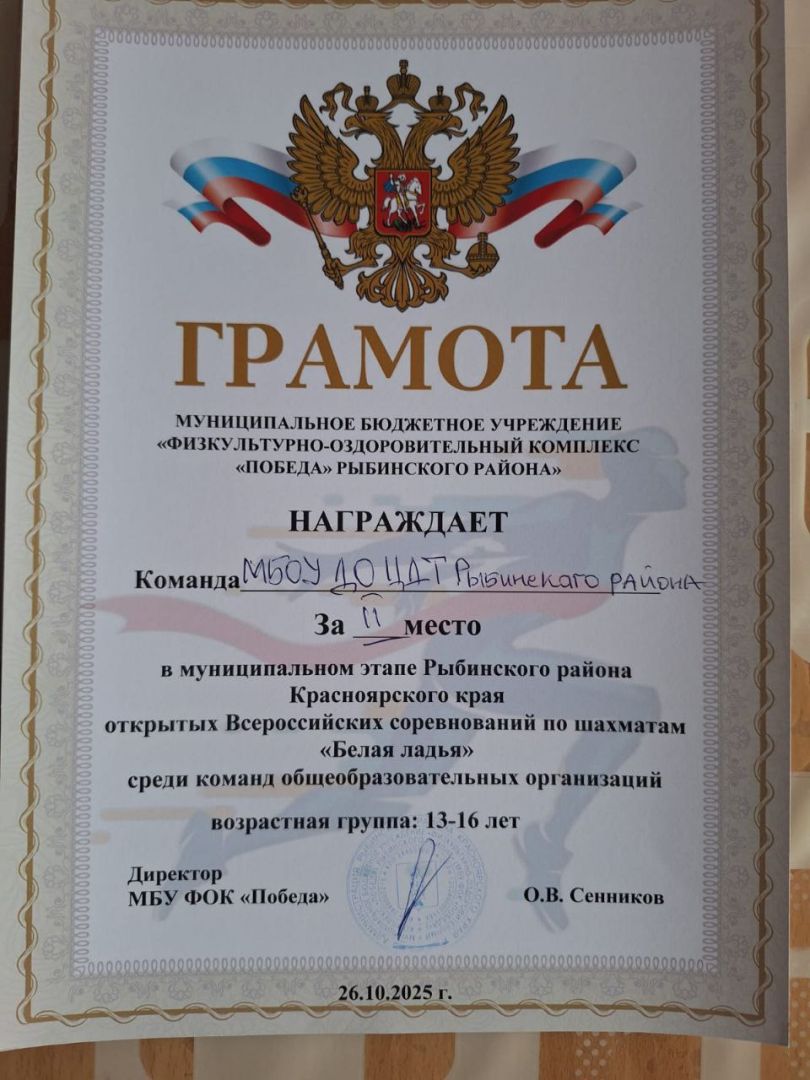 ГРАМОТА
МУНИЦИПАЛЬНОЕ БЮДЖЕТНОЕ УЧРЕЖДЕНИЕ
«ФИЗКУЛЬТУРНО-ОЗДОРОВИТЕЛЬНЫЙ КОМПЛЕКС
«ПОБЕДА» РЫБИНСКОГО РАЙОНА»
НАГРАЖДАЕТ
Команда МБОУ ДО ЦДТ Рыбинского района
За II место
в муниципальном этапе Рыбинского района
Красноярского края
открытых Всероссийских соревнований по шахматам
«Белая ладья»
среди команд общеобразовательных организаций
возрастная группа: 13-16 лет
Директор
МБУ ФОК «Победа» О.В. Сенников
26.10.2025 г.